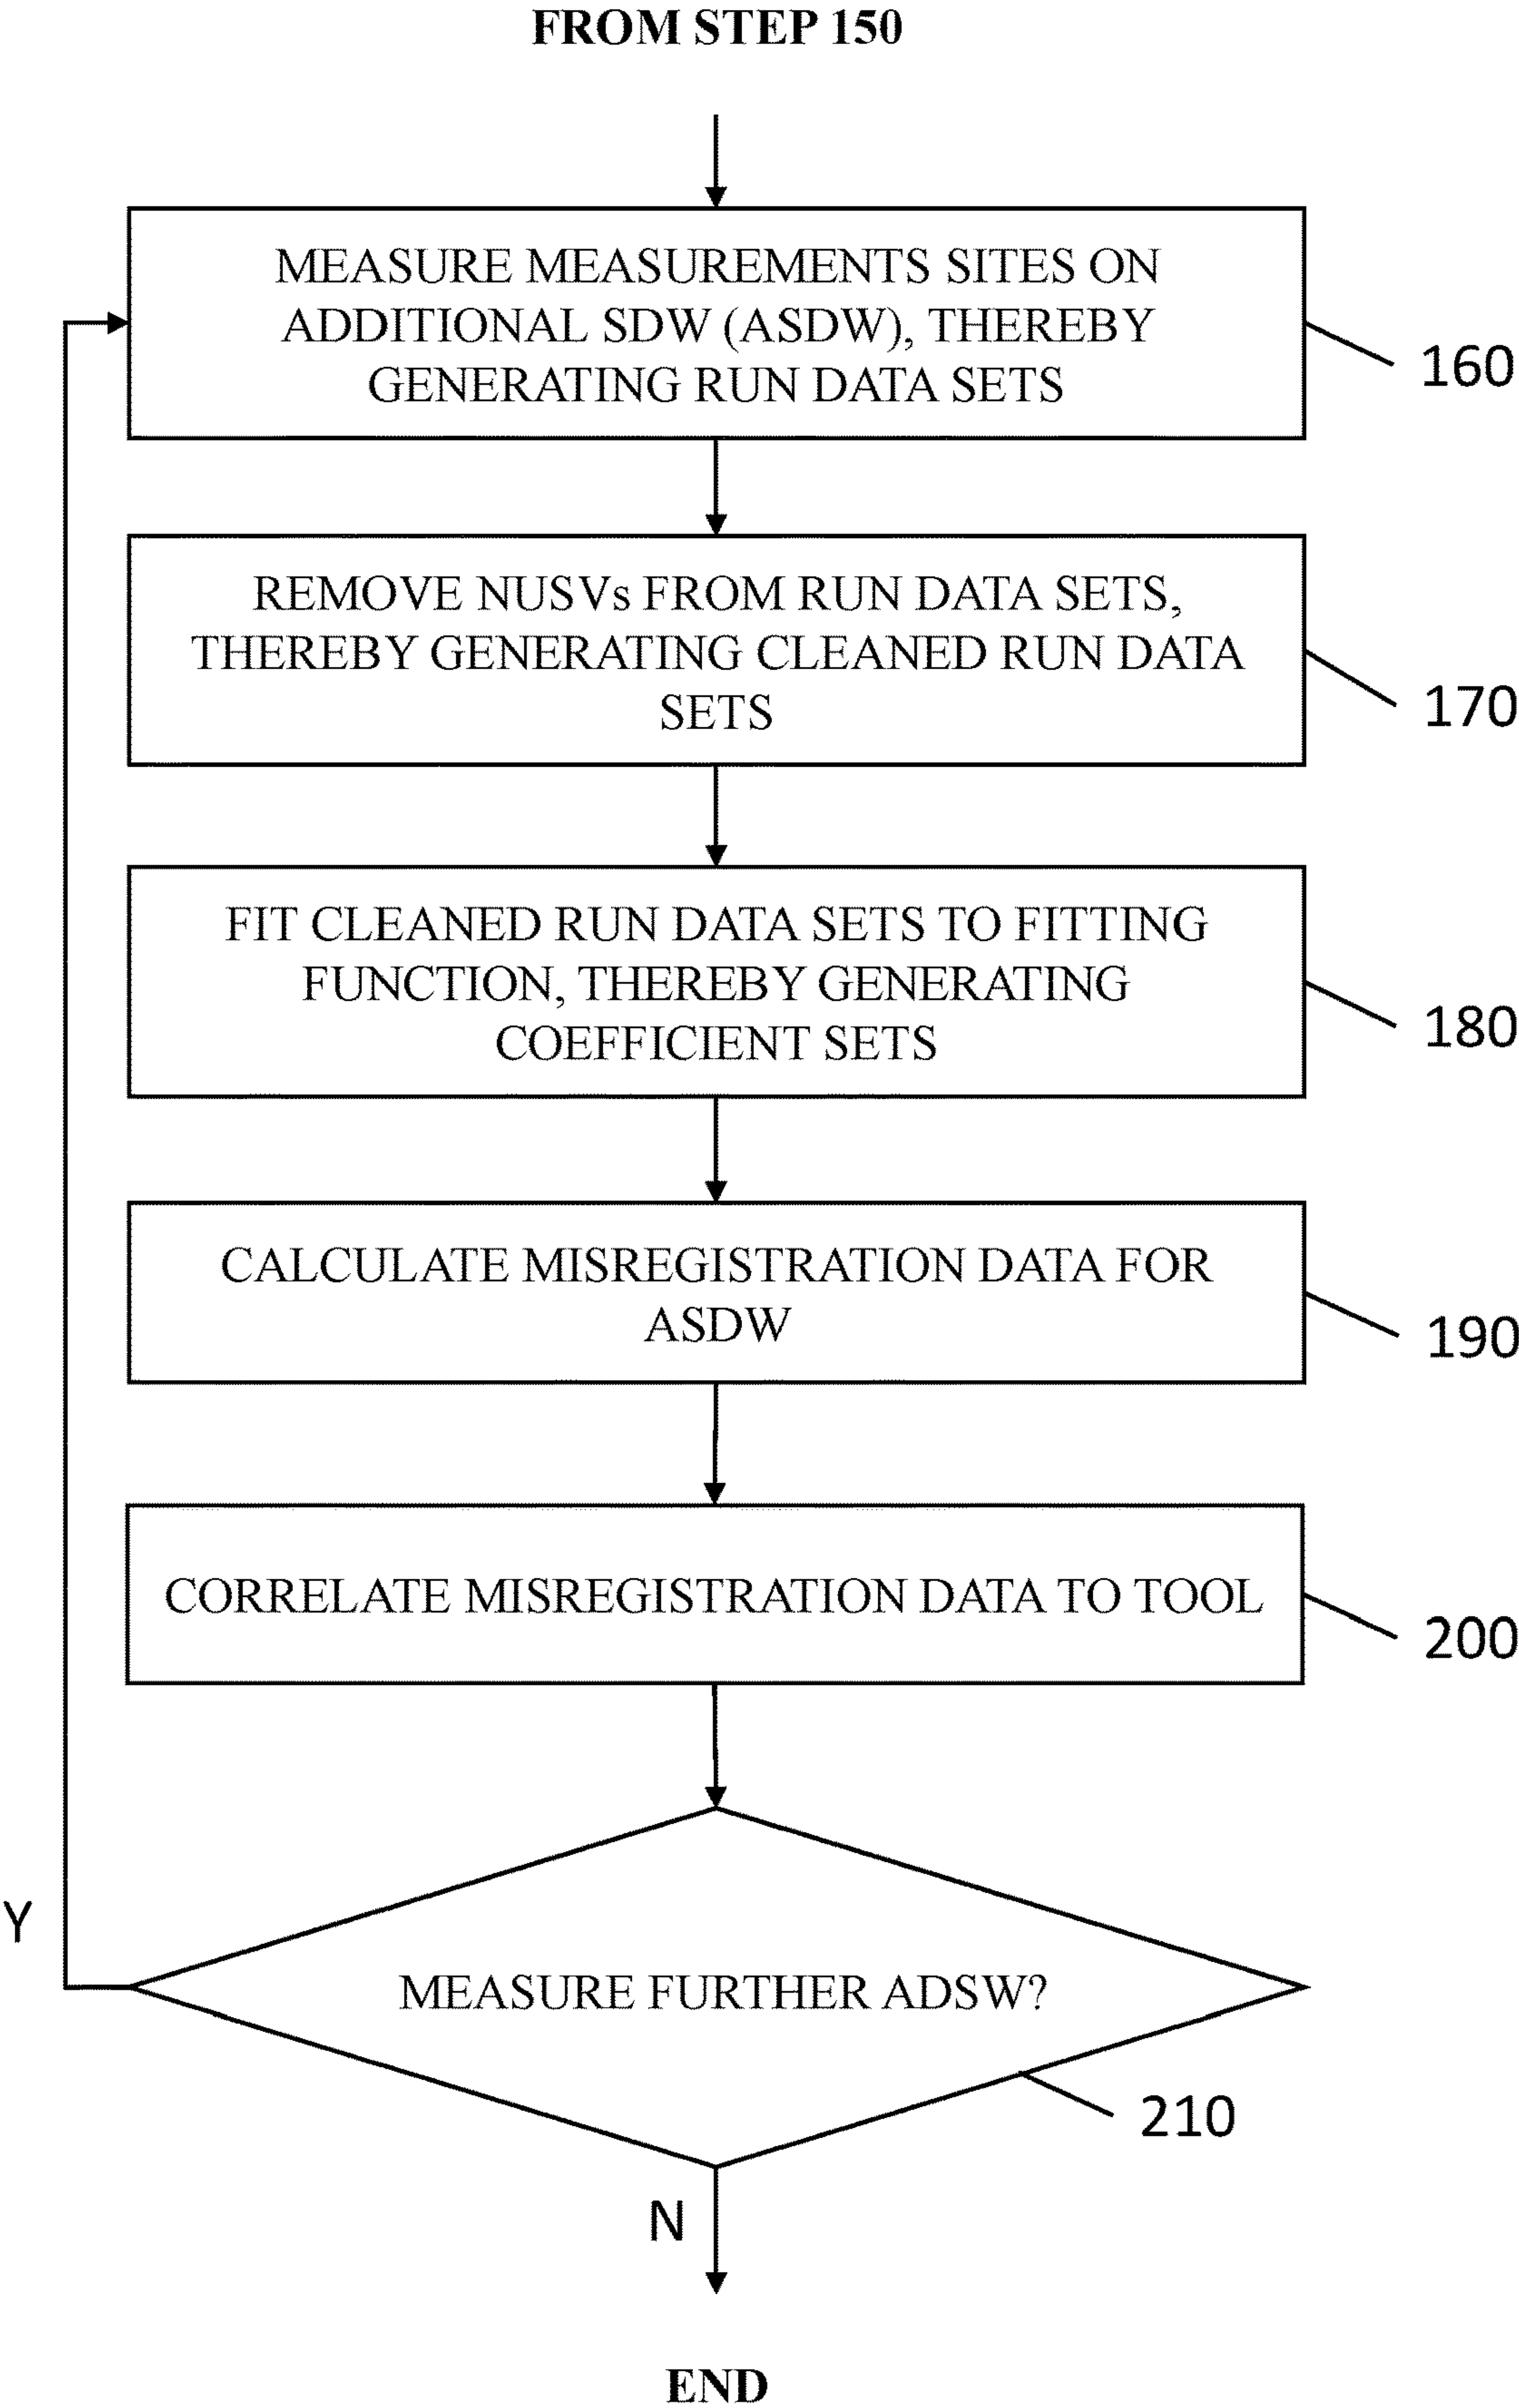 FROM STEP 150
MEASURE MEASUREMENTS SITES ON
ADDITIONAL SDW (ASDW), THEREBY
GENERATING RUN DATA SETS
160
REMOVE NUSVs FROM RUN DATA SETS,
THEREBY GENERATING CLEANED RUN DATA
SETS
170
FIT CLEANED RUN DATA SETS TO FITTING
FUNCTION, THEREBY GENERATING
COEFFICIENT SETS
180
CALCULATE MISREGISTRATION DATA FOR
ASDW
190
CORRELATE MISREGISTRATION DATA TO TOOL
200
Y
MEASURE FURTHER ADSW?
210
N
END